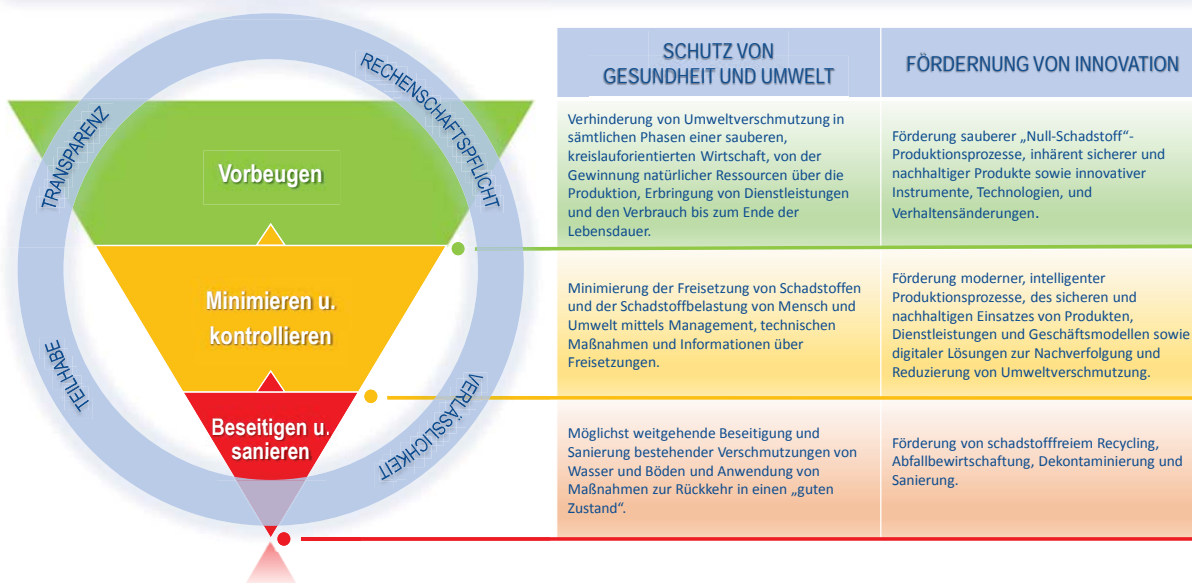 TRANSPARENZ
RECHENSCHAFTSPFLICHT
TEILHABE
VERLÄSSLICHKEIT
Vorbeugen
Minimieren u.
kontrollieren
Beseitigen u.
sanieren
SCHUTZ VON
GESUNDHEIT UND UMWELT
FÖRDERNUNG VON INNOVATION
Verhinderung von Umweltverschmutzung in
sämtlichen Phasen einer sauberen,
kreislauforientierten Wirtschaft, von der
Gewinnung natürlicher Ressourcen über die
Produktion, Erbringung von Dienstleistungen
und den Verbrauch bis zum Ende der
Lebensdauer.
Förderung sauberer „Null-Schadstoff“-
Produktionsprozesse, inhärent sicherer und
nachhaltiger Produkte sowie innovativer
Instrumente, Technologien, und
Verhaltensänderungen.
Minimierung der Freisetzung von Schadstoffen
und der Schadstoffbelastung von Mensch und
Umwelt mittels Management, technischen
Maßnahmen und Informationen über
Freisetzungen.
Förderung moderner, intelligenter
Produktionsprozesse, des sicheren und
nachhaltigen Einsatzes von Produkten,
Dienstleistungen und Geschäftsmodellen sowie
digitaler Lösungen zur Nachverfolgung und
Reduzierung von Umweltverschmutzung.
Möglichst weitgehende Beseitigung und
Sanierung bestehender Verschmutzungen von
Wasser und Böden und Anwendung von
Maßnahmen zur Rückkehr in einen „guten
Zustand“.
Förderung von schadstofffreiem Recycling,
Abfallbewirtschaftung, Dekontaminierung und
Sanierung.